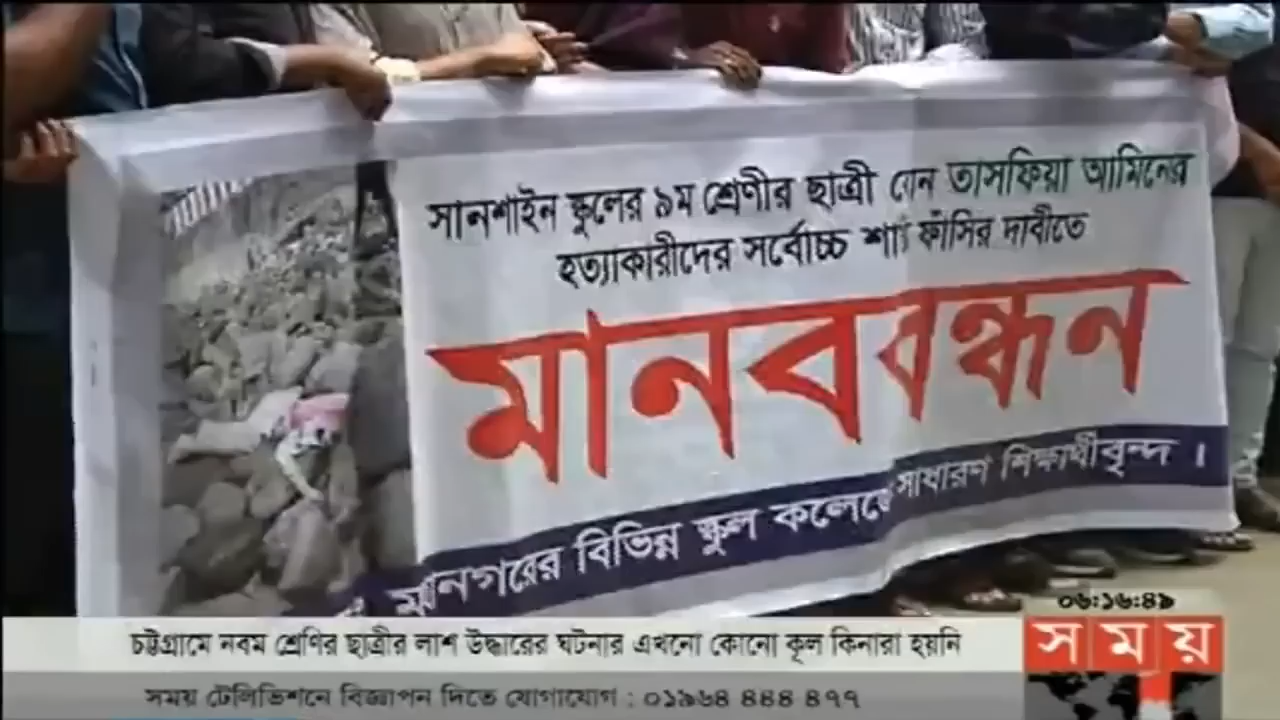 সানশাইন স্কুলের ৯ম শ্রেণীর ছাত্রী বোন তাসফিয়া আমিনের
হত্যাকারীদের সর্বোচ্চ ফাঁসির দাবীতে
মানববন্ধন
বিভিন্ন স্কুল কলেজের সাধারণ শিক্ষার্থীবৃন্দ ।
০৬:১৬:৪৯
চট্টগ্রামে নবম শ্রেণির ছাত্রীর লাশ উদ্ধারের ঘটনার এখনো কোনো কূল কিনারা হয়নি
সময়
সময় টেলিভিশনে বিজ্ঞাপন দিতে যোগাযোগ : ০১৯৬৪ ৪৪৪ ৪৭৭